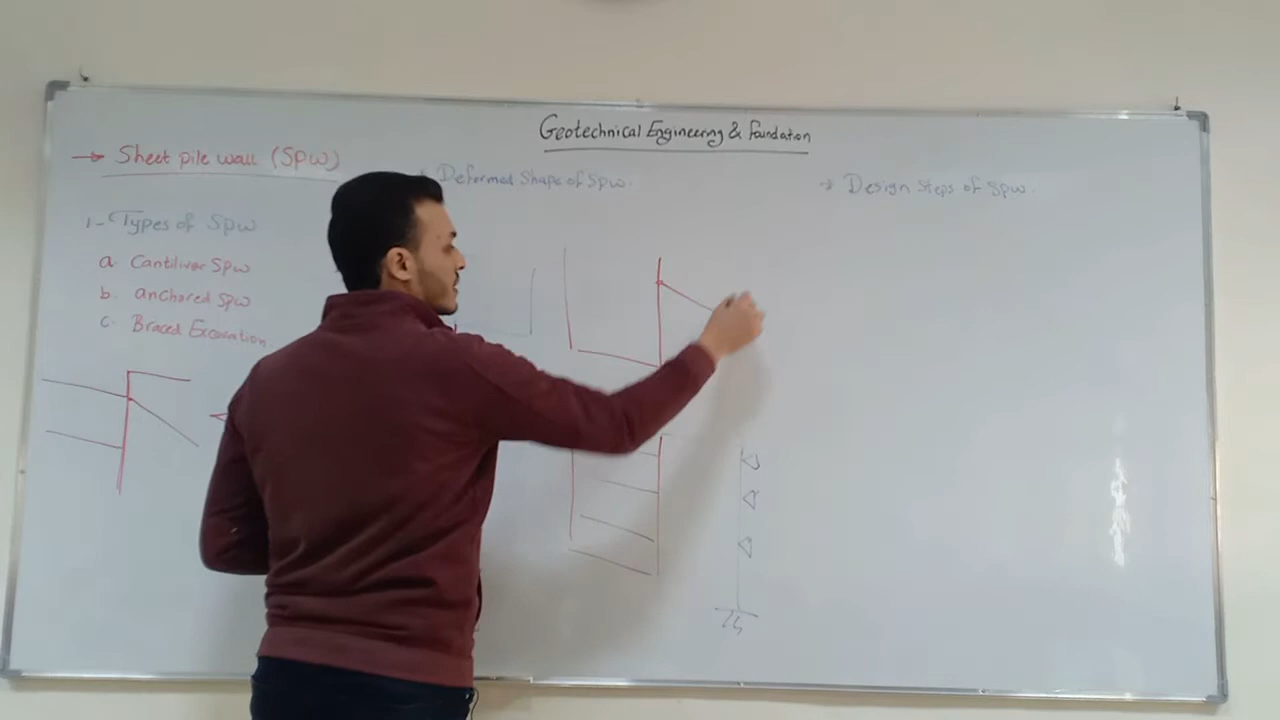 Geotechnical Engineering & Foundation
→ Sheet pile wall (SPW)
1- Types of SPW
a. Cantiliver SPW
b. anchored SPW
c. Braced Excavation.
Deformed Shape of SPW.
→ Design Steps of SPW.